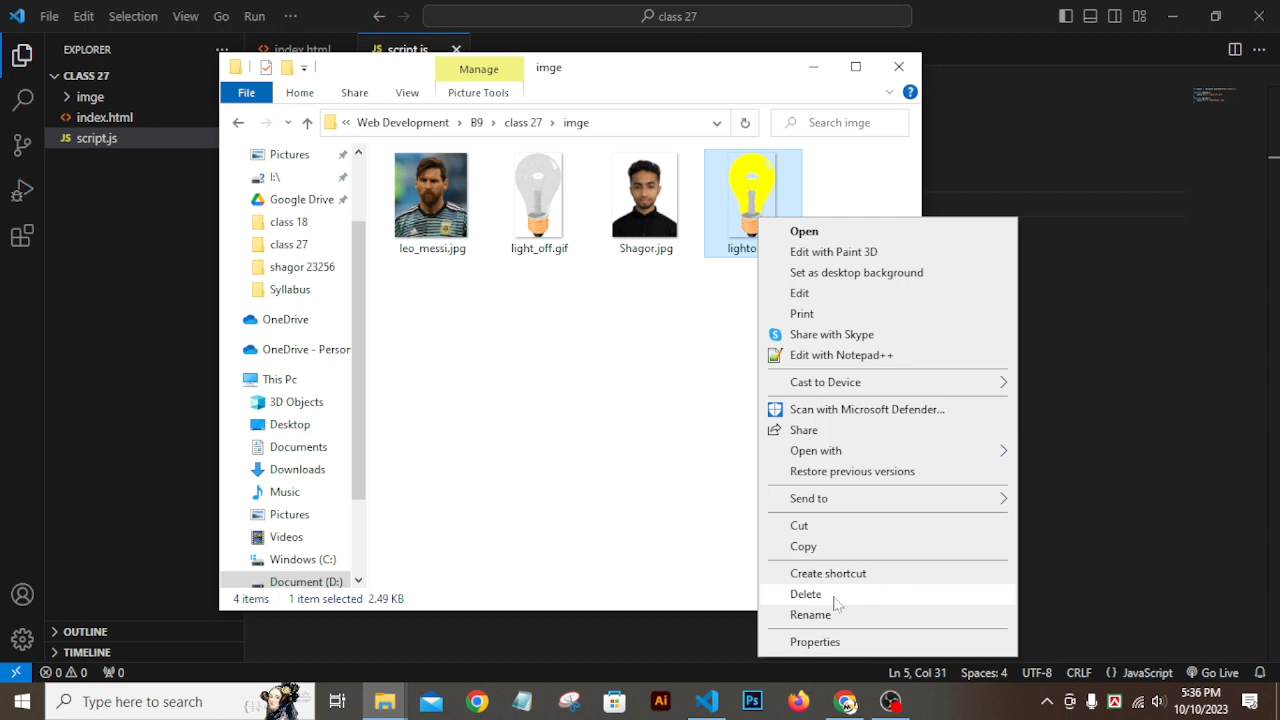 File Edit Selection View Go Run ··· class 27
EXPLORER ···
index.html
JS script.js
CLASS 27
imge
index.html
JS script.js
OUTLINE
TIMELINE
Manage imge
File Home Share View Picture Tools
« Web Development > B9 > class 27 > imge
Search imge
Pictures
I:\
Google Drive
class 18
class 27
shagor 23256
Syllabus
OneDrive
OneDrive - Person
This Pc
3D Objects
Desktop
Documents
Downloads
Music
Pictures
Videos
Windows (C:)
Document (D:)
leo_messi.jpg
light_off.gif
Shagor.jpg
lighto
4 items 1 item selected 2.49 KB
Open
Edit with Paint 3D
Set as desktop background
Edit
Print
Share with Skype
Edit with Notepad++
Cast to Device
Scan with Microsoft Defender...
Share
Open with
Restore previous versions
Send to
Cut
Copy
Create shortcut
Delete
Rename
Properties
0 0 0 Ln 5, Col 31 Spaces: 4 UTF-8 CRLF {} JavaScript Go Live
Type here to search
Ai
Ps
3:36 PM
10/10/2023